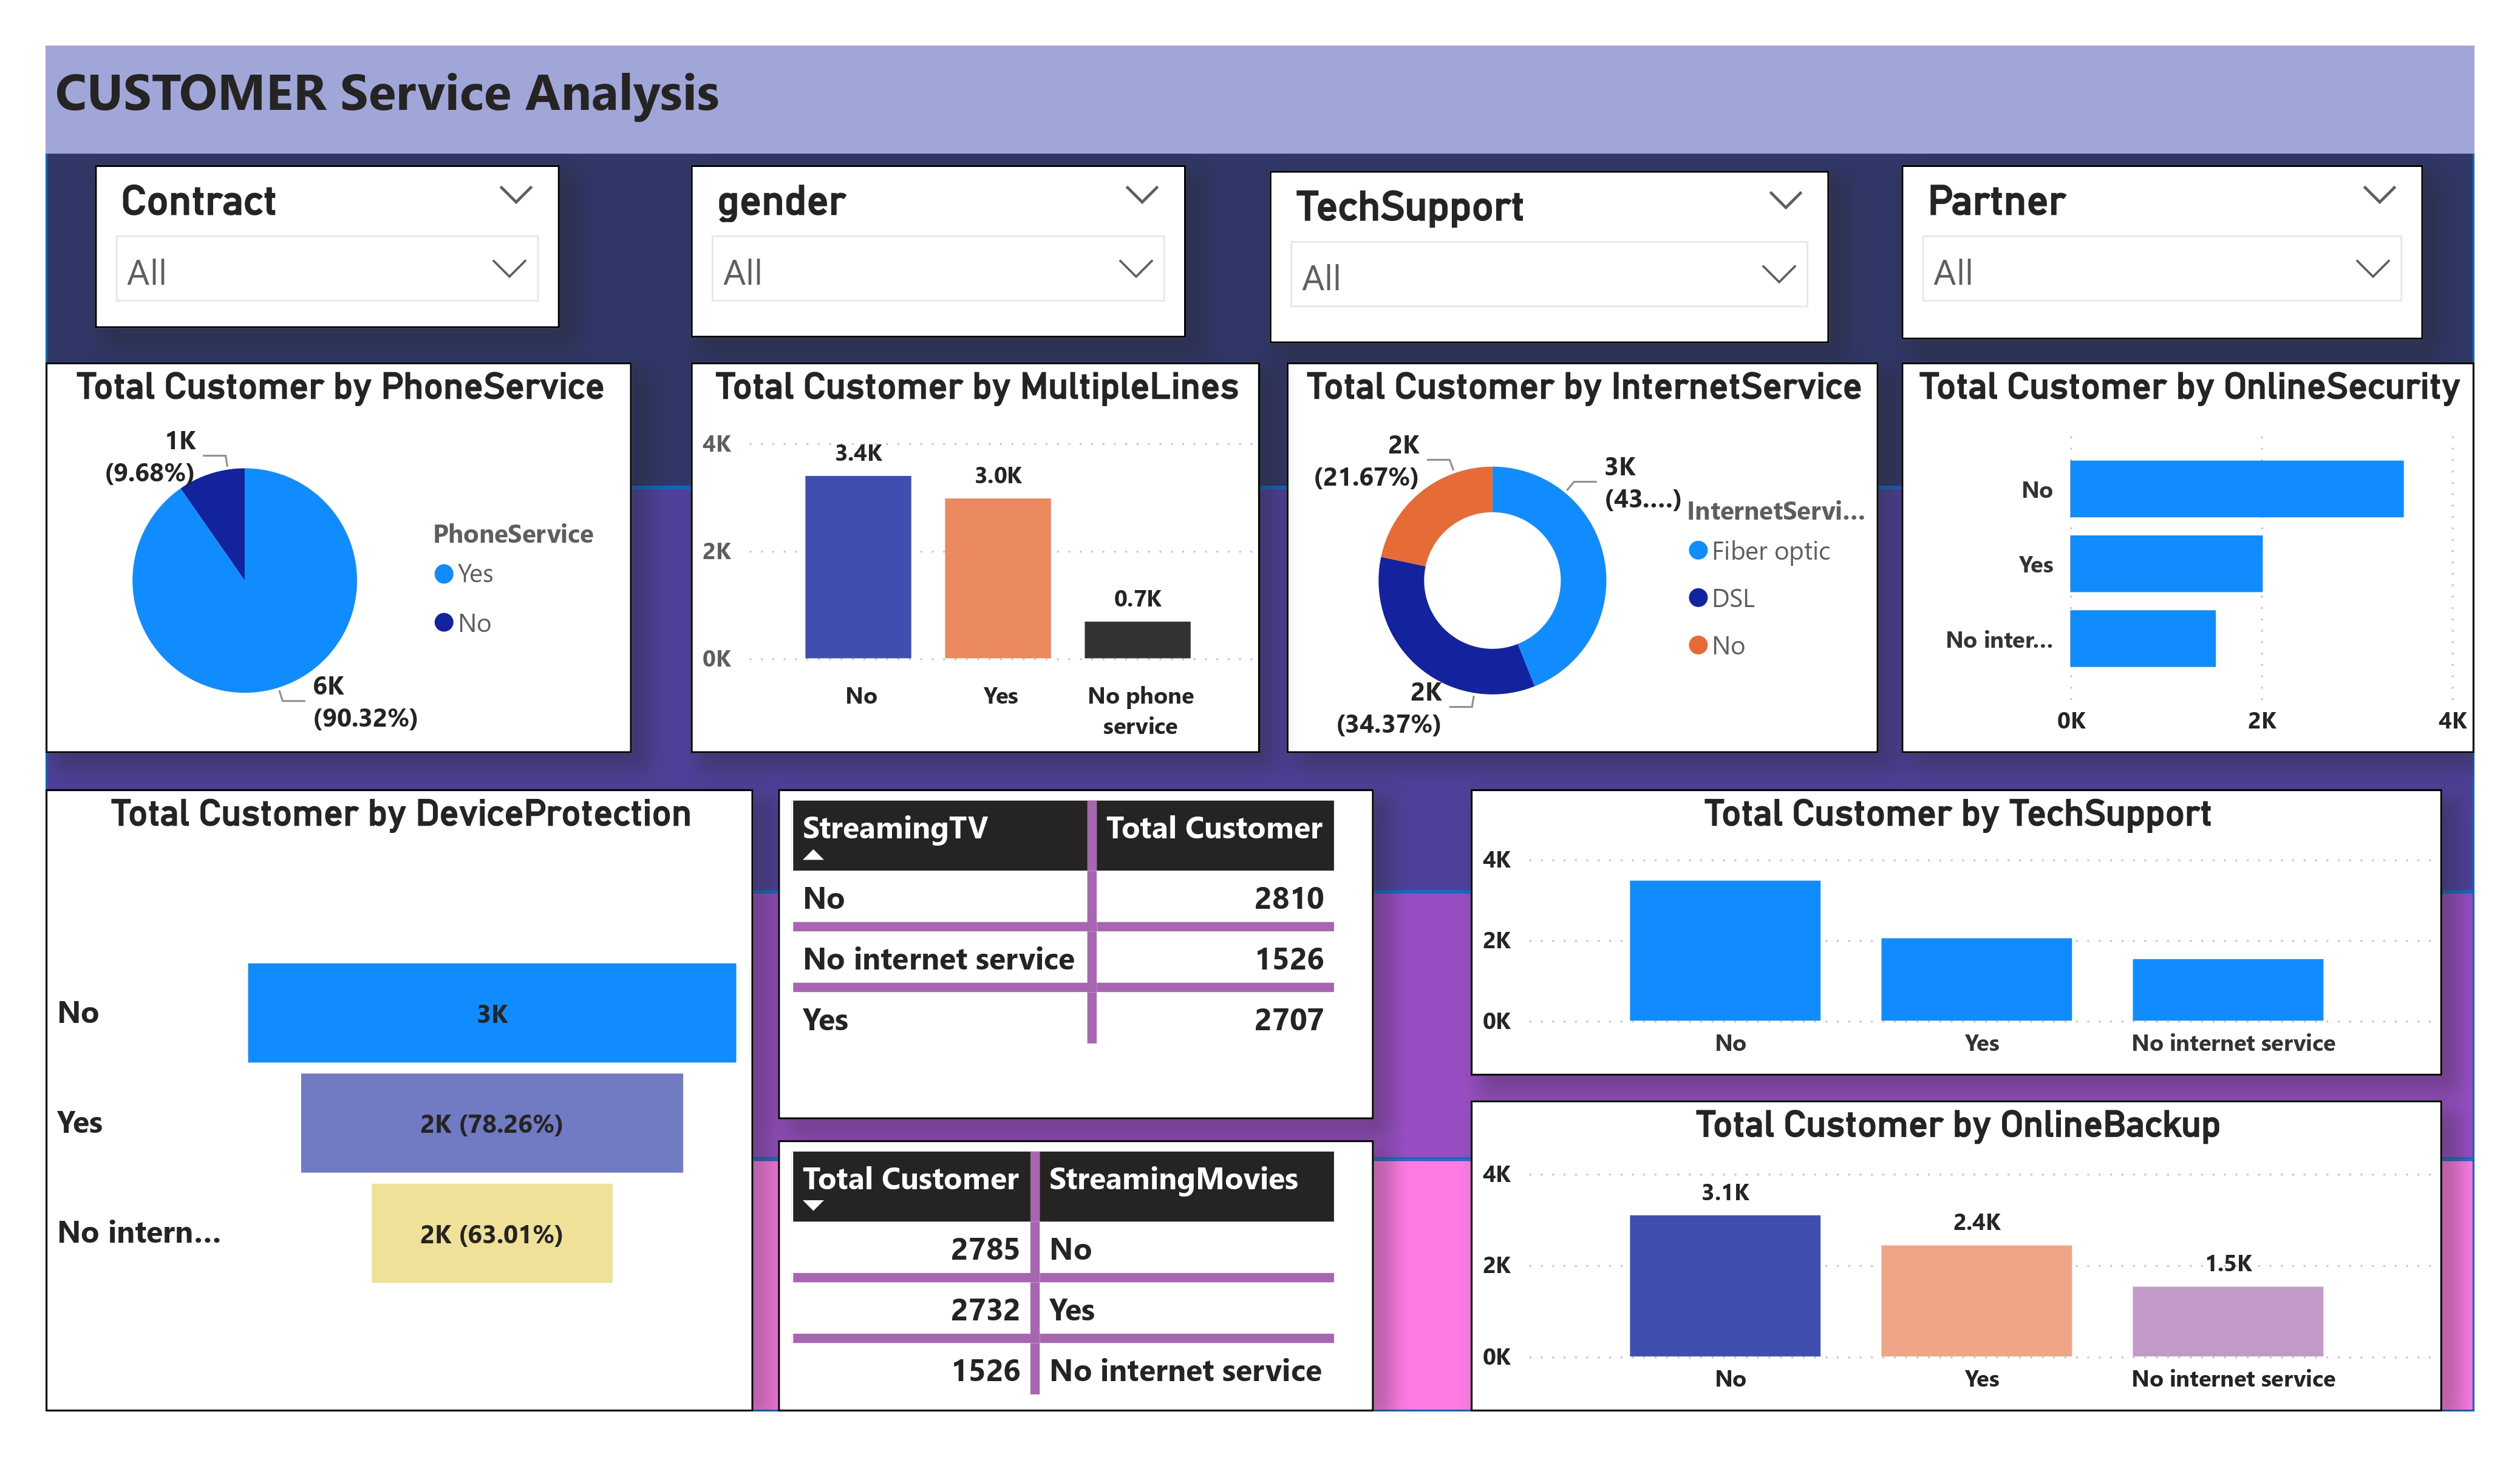 CUSTOMER Service Analysis
Contract
All
gender
All
TechSupport
All
Partner
All
Total Customer by PhoneService
1K
(9.68%)
6K
(90.32%)
PhoneService
Yes
No
Total Customer by MultipleLines
4K
2K
0K
3.4K
3.0K
0.7K
No
Yes
No phone
service
Total Customer by InternetService
2K
(21.67%)
3K
(43....)
2K
(34.37%)
InternetServi...
Fiber optic
DSL
No
Total Customer by OnlineSecurity
No
Yes
No inter...
0K
2K
4K
Total Customer by DeviceProtection
No
3K
Yes
2K (78.26%)
No intern...
2K (63.01%)
StreamingTV Total Customer
No 2810
No internet service 1526
Yes 2707
Total Customer StreamingMovies
2785 No
2732 Yes
1526 No internet service
Total Customer by TechSupport
4K
2K
0K
No
Yes
No internet service
Total Customer by OnlineBackup
4K
2K
0K
3.1K
2.4K
1.5K
No
Yes
No internet service